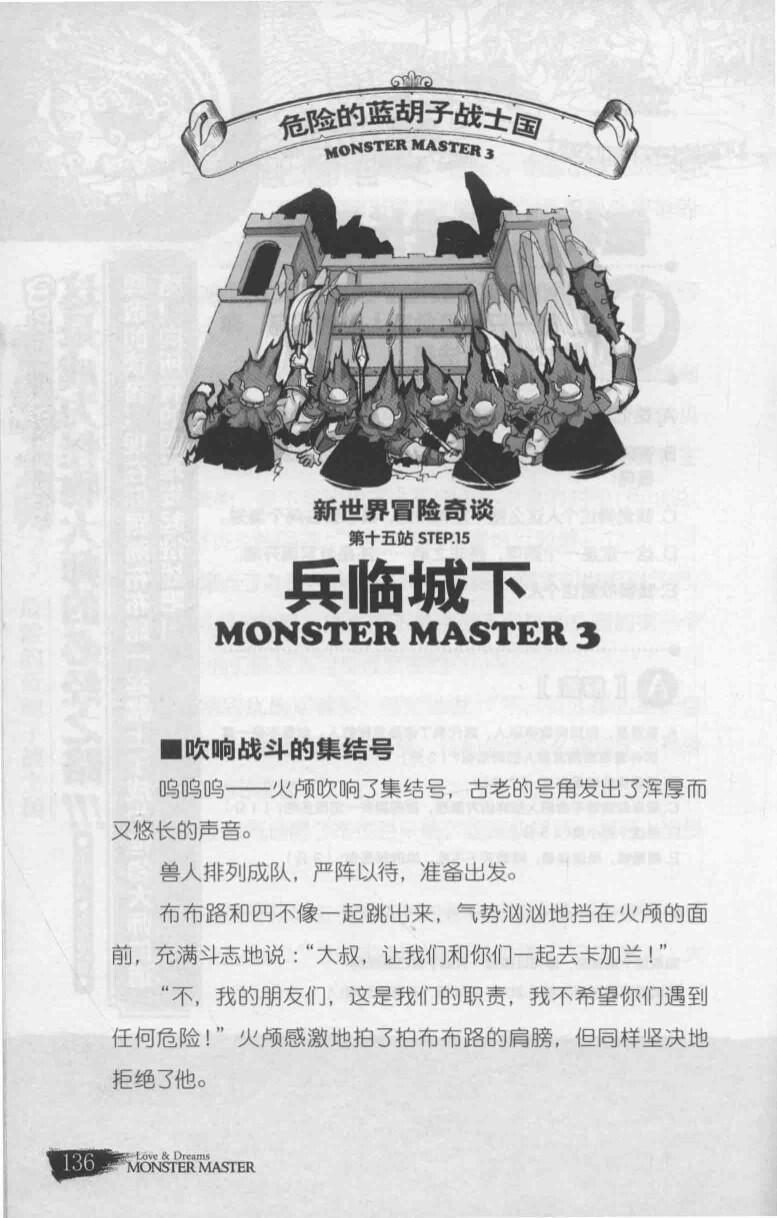 危险的蓝胡子战士国
MONSTER MASTER 3
新世界冒险奇谈
第十五站 STEP.15
兵临城下
MONSTER MASTER 3
■吹响战斗的集结号
呜呜呜——火颅吹响了集结号，古老的号角发出了浑厚而
又悠长的声音。
兽人排列成队，严阵以待，准备出发。
布布路和四不像一起跳出来，气势汹汹地挡在火颅的面
前，充满斗志地说：“大叔，让我们和你们一起去卡加兰！”
“不，我的朋友们，这是我们的职责，我不希望你们遇到
任何危险！”火颅感激地拍了拍布布路的肩膀，但同样坚决地
拒绝了他。
136
Love & Dreams
MONSTER MASTER